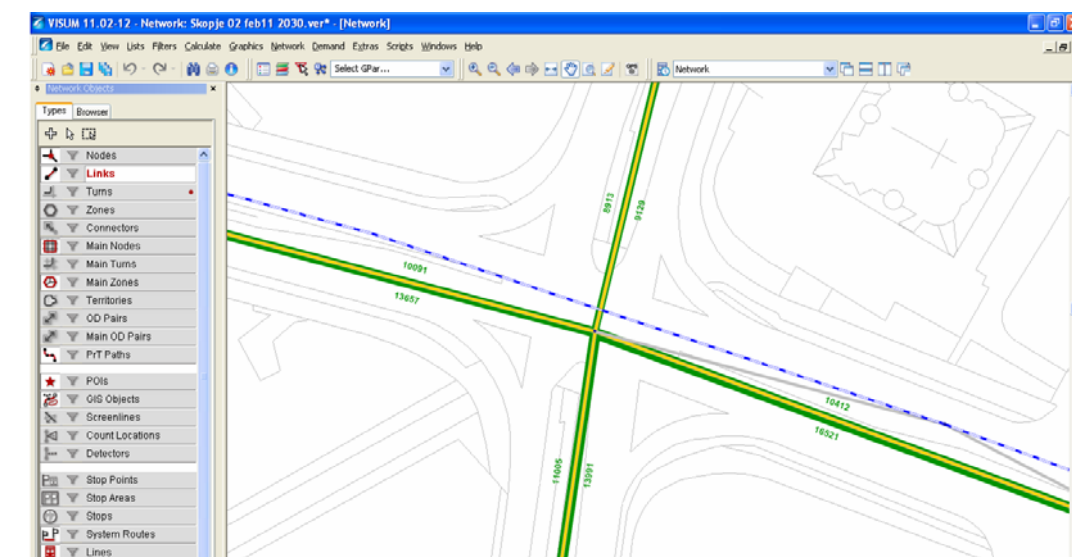 VISUM 11.02-12 - Network: Skopje 02 feb11 2030.ver* - [Network]
File Edit View Lists Filters Calculate Graphics Network Demand Extras Scripts Windows Help
Select GPar...
Network
Network Objects
Types Browser
Nodes
Links
Turns
Zones
Connectors
Main Nodes
Main Turns
Main Zones
Territories
OD Pairs
Main OD Pairs
PrT Paths
POIs
GIS Objects
Screenlines
Count Locations
Detectors
Stop Points
Stop Areas
Stops
System Routes
Lines
8913
9129
10091
13657
10412
16521
11005
13091